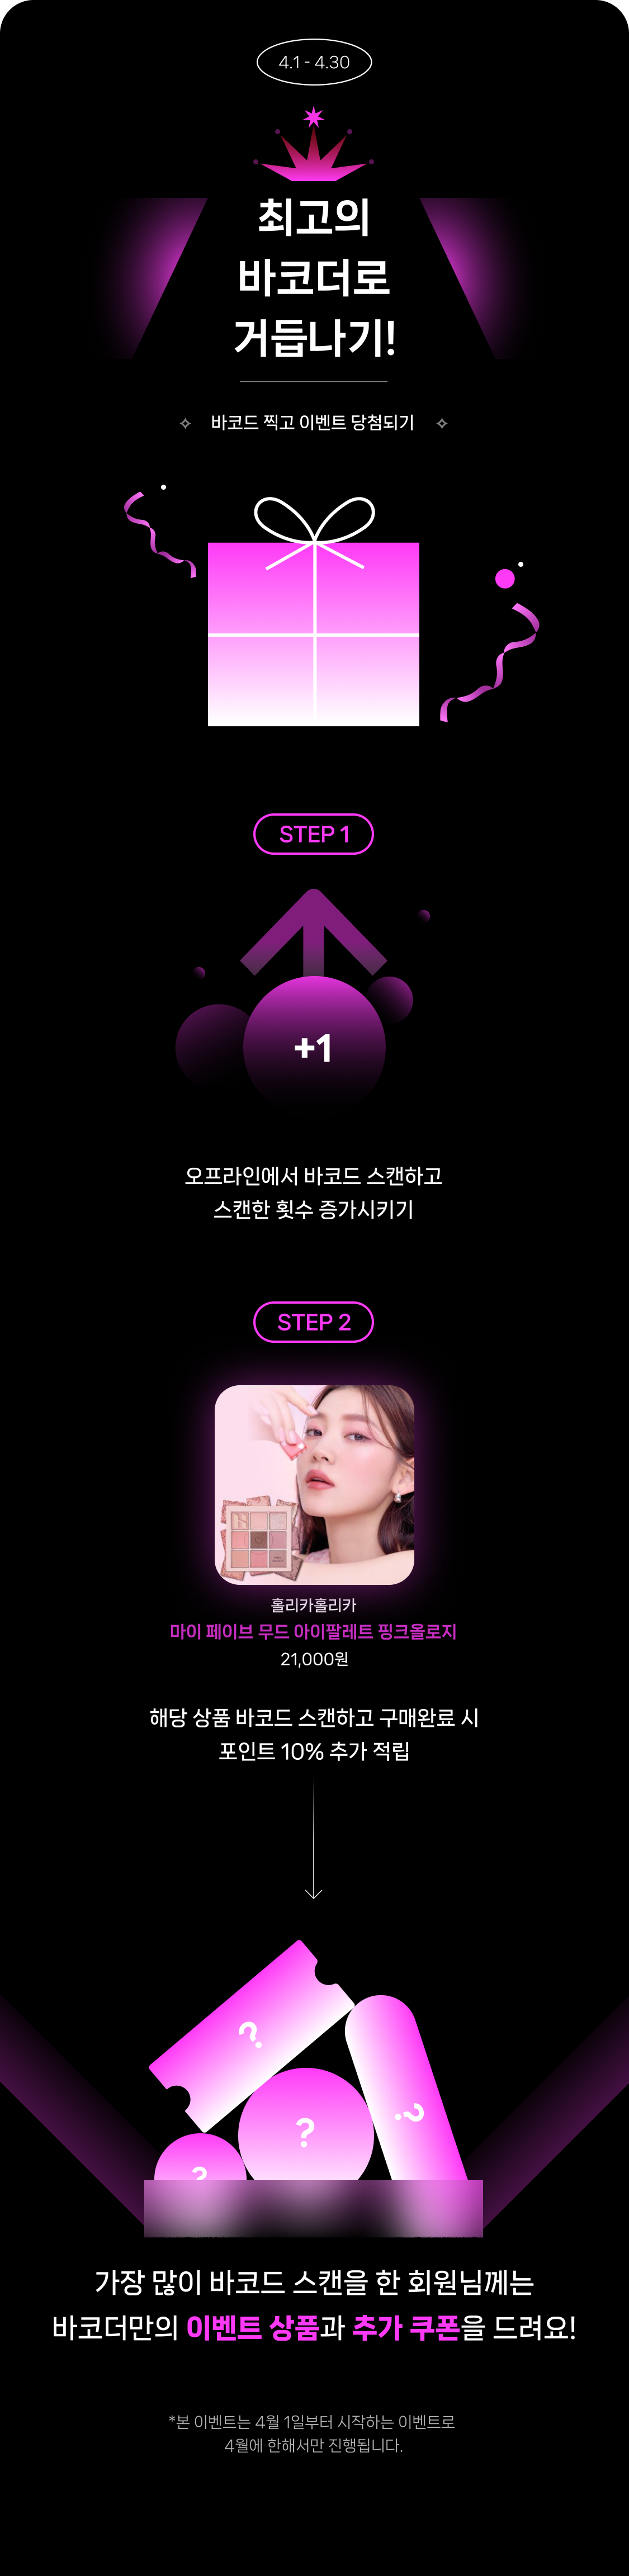 4.1 - 4.30
최고의
바코더로
거듭나기!
바코드 찍고 이벤트 당첨되기
STEP 1
+1
오프라인에서 바코드 스캔하고
스캔한 횟수 증가시키기
STEP 2
홀리카홀리카
마이 페이브 무드 아이팔레트 핑크올로지
21,000원
해당 상품 바코드 스캔하고 구매완료 시
포인트 10% 추가 적립
?
?
?
?
가장 많이 바코드 스캔을 한 회원님께는
바코더만의 이벤트 상품과 추가 쿠폰을 드려요!
*본 이벤트는 4월 1일부터 시작하는 이벤트로
4월에 한해서만 진행됩니다.